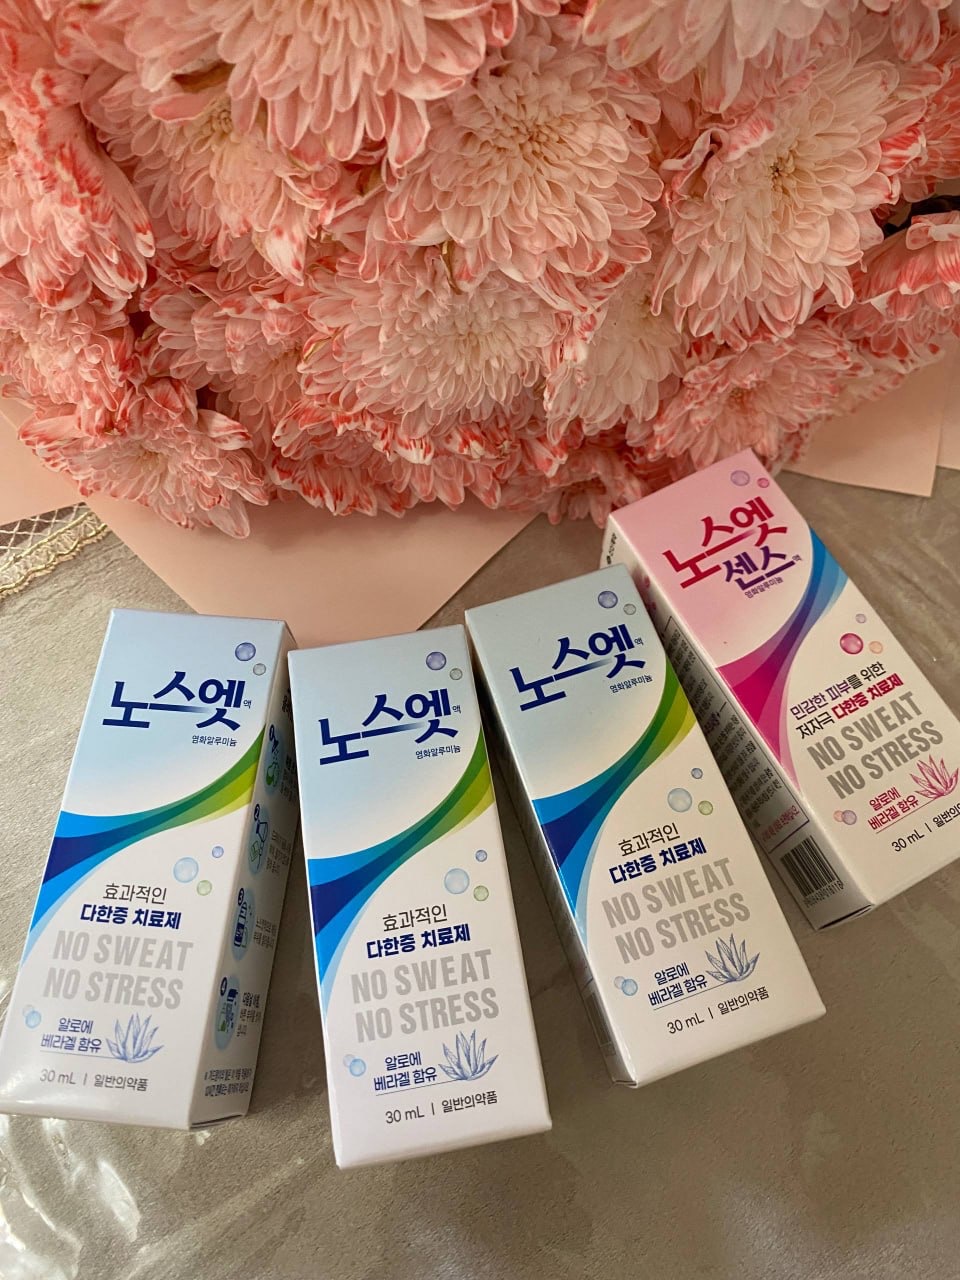 노스엣 액
염화알루미늄
효과적인
다한증 치료제
NO SWEAT
NO STRESS
알로에
베라겔 함유
30 mL | 일반의약품
노스엣 액
염화알루미늄
효과적인
다한증 치료제
NO SWEAT
NO STRESS
알로에
베라겔 함유
30 mL | 일반의약품
노스엣 액
염화알루미늄
효과적인
다한증 치료제
NO SWEAT
NO STRESS
알로에
베라겔 함유
30 mL | 일반의약품
노스엣
센스 액
염화알루미늄
민감한 피부를 위한
저자극 다한증 치료제
NO SWEAT
NO STRESS
알로에
베라겔 함유
30 mL